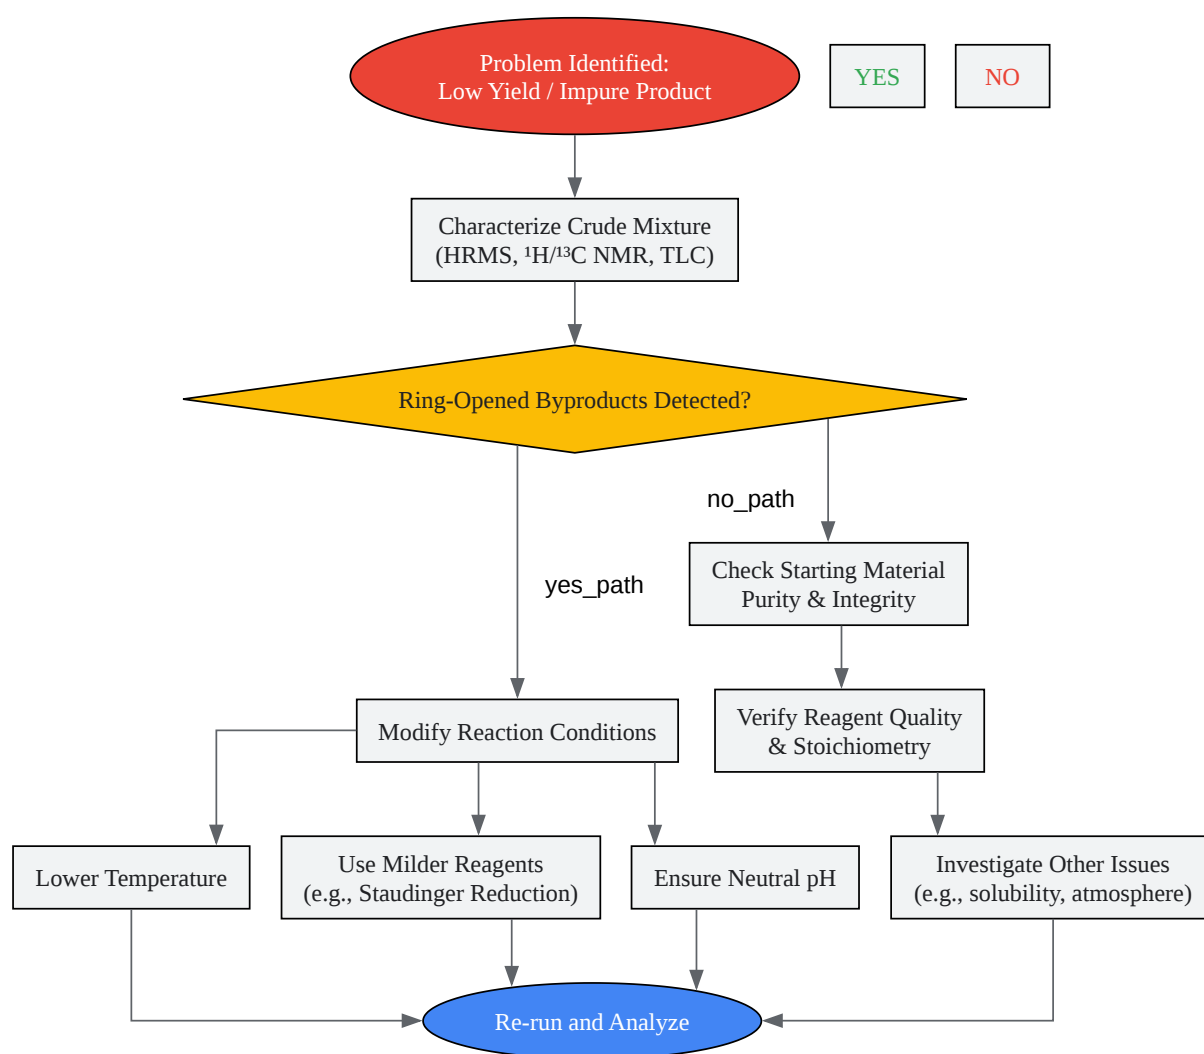 Problem Identified:
Low Yield / Impure Product
YES
NO
Characterize Crude Mixture
(HRMS, ¹H/¹³C NMR, TLC)
Ring-Opened Byproducts Detected?
no_path
Check Starting Material
Purity & Integrity
yes_path
Modify Reaction Conditions
Verify Reagent Quality
& Stoichiometry
Lower Temperature
Use Milder Reagents
(e.g., Staudinger Reduction)
Ensure Neutral pH
Investigate Other Issues
(e.g., solubility, atmosphere)
Re-run and Analyze